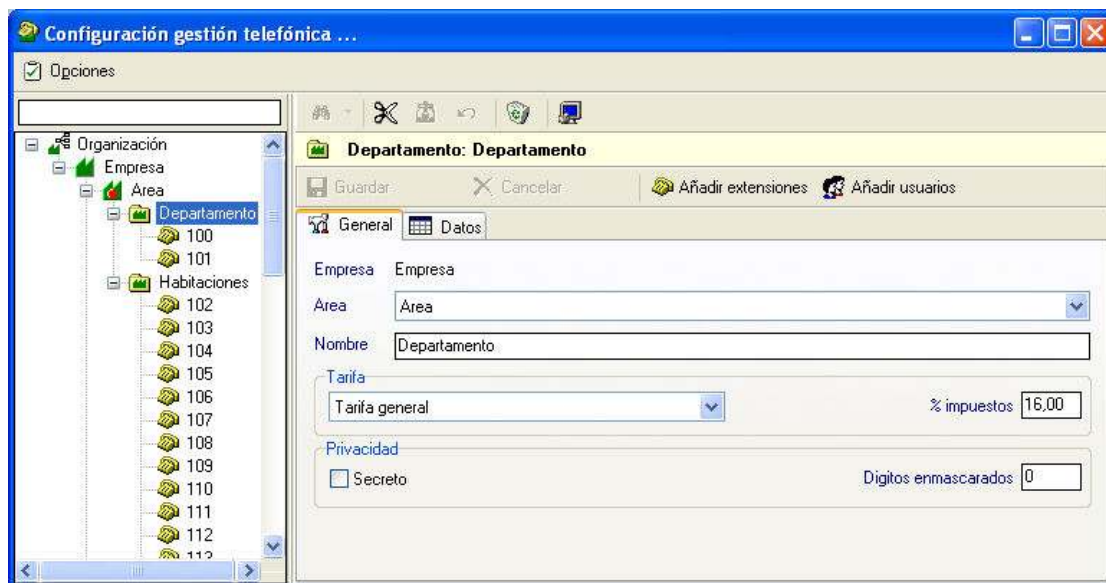 Configuración gestión telefónica ...
Opciones
Organización
Empresa
Area
Departamento
100
101
Habitaciones
102
103
104
105
106
107
108
109
110
111
112
113
Departamento: Departamento
Guardar Cancelar Añadir extensiones Añadir usuarios
General Datos
Empresa Empresa
Area Area
Nombre Departamento
Tarifa
Tarifa general % impuestos 16,00
Privacidad
Secreto Digitos enmascarados 0